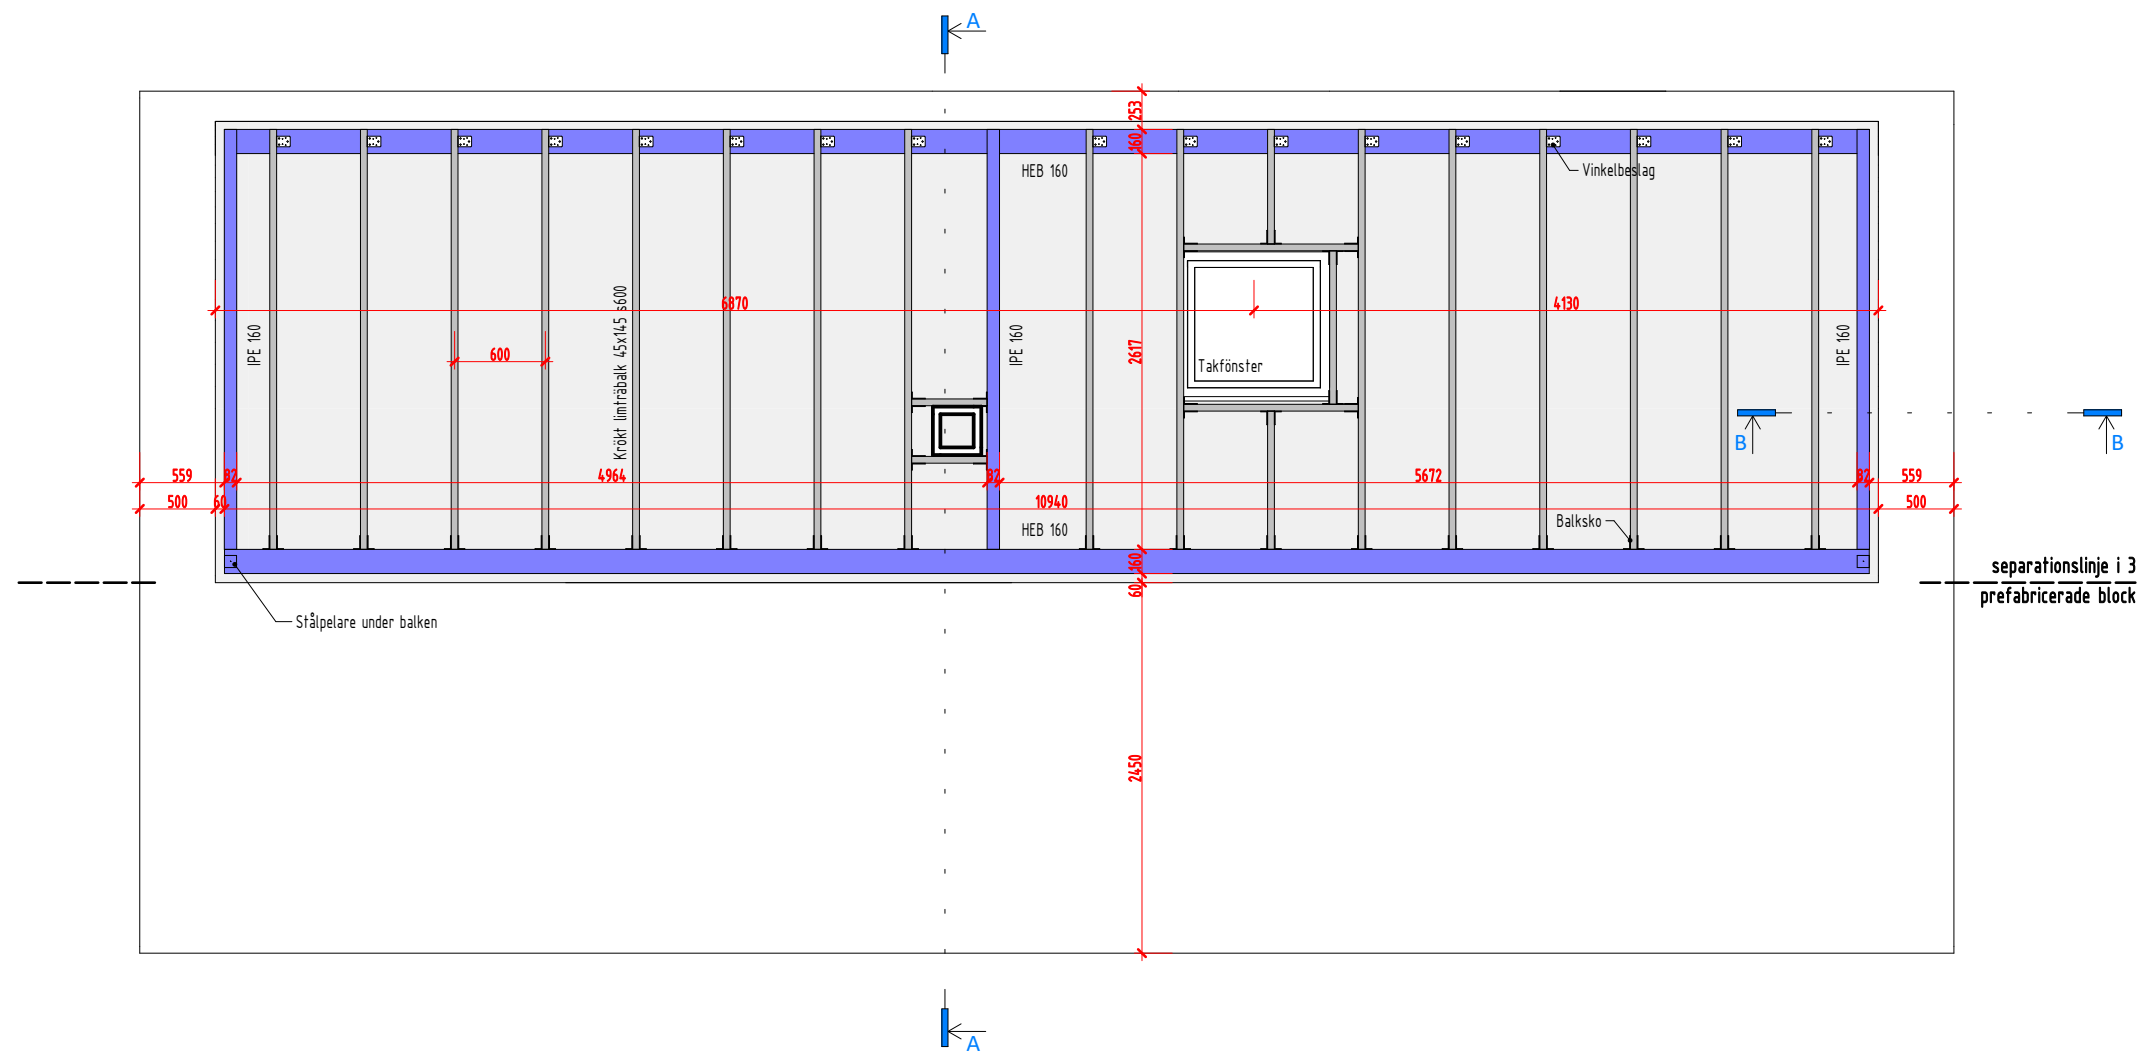 A
253
160
HEB 160
Vinkelbeslag
6870
4130
IPE 160
600
Krökt limträbalk 45x145 s600
IPE 160
2617
Takfönster
IPE 160
B
B
559
82
4964
82
5672
82
559
500
60
10940
500
HEB 160
Balksko
160
60
separationslinje i 3
prefabricerade block
Stålpelare under balken
2450
A